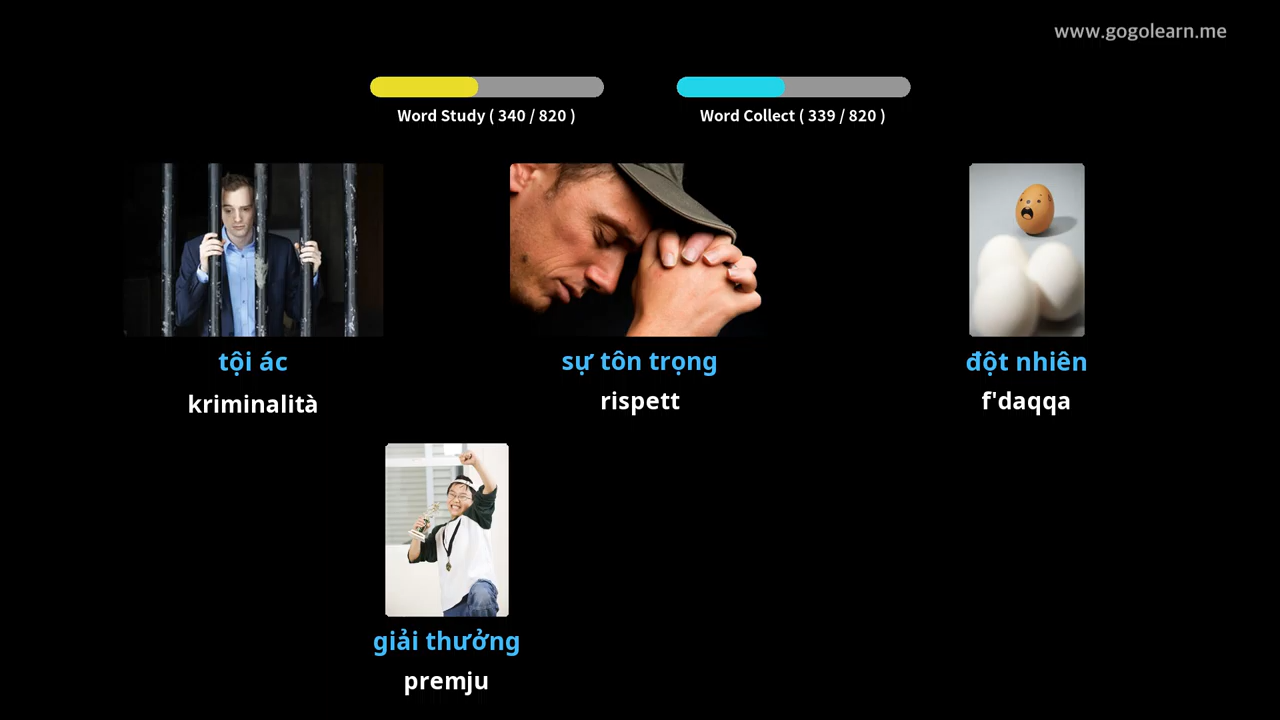 www.gogolearn.me
Word Study ( 340 / 820 )
Word Collect ( 339 / 820 )
tội ác
kriminalità
sự tôn trọng
rispett
đột nhiên
f'daqqa
giải thưởng
premju